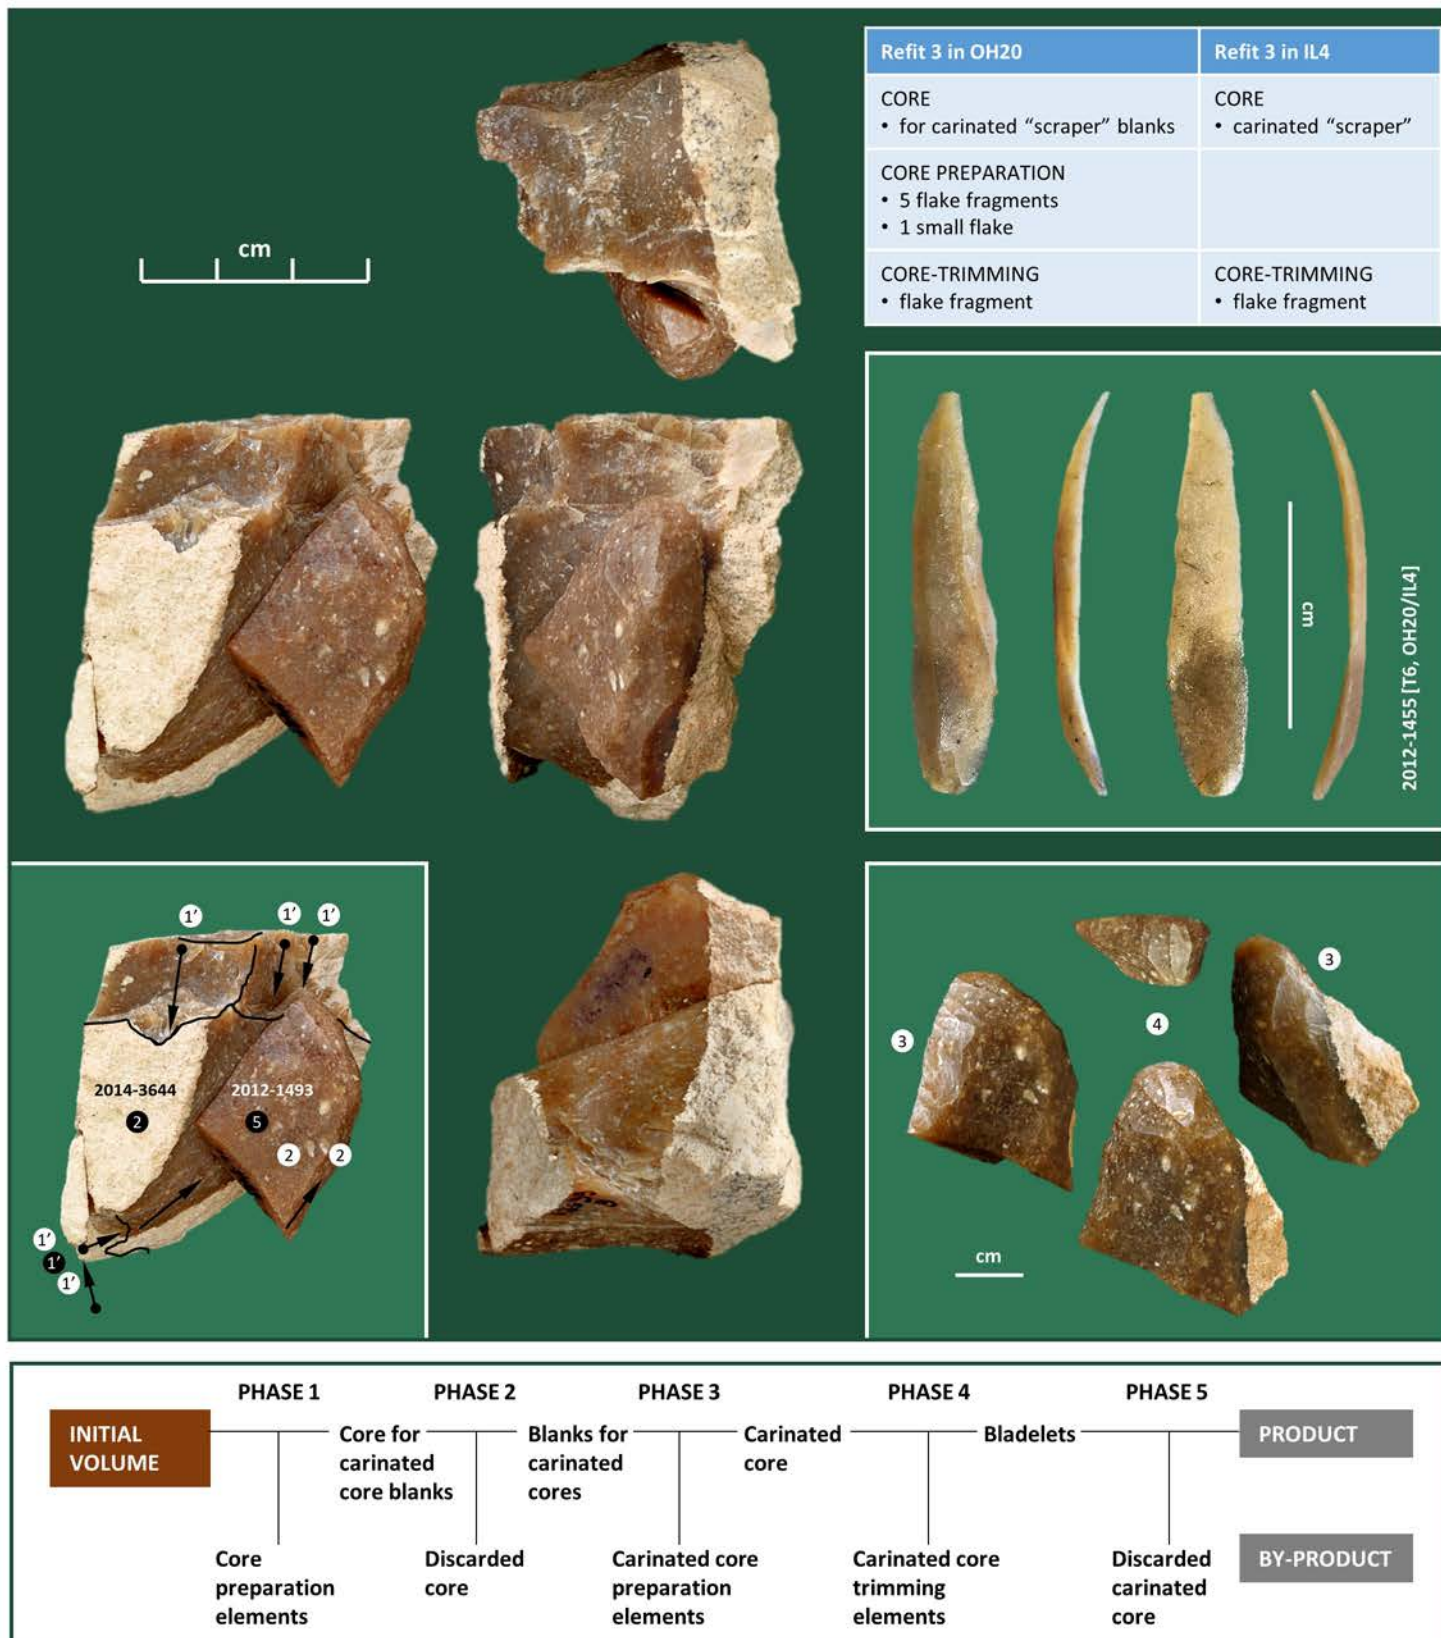 cm
Refit 3 in OH20
Refit 3 in IL4
CORE
• for carinated “scraper” blanks
CORE
• carinated “scraper”
CORE PREPARATION
• 5 flake fragments
• 1 small flake
CORE-TRIMMING
• flake fragment
CORE-TRIMMING
• flake fragment
cm
2012-1455 [T6, OH20/IL4]
1’
1’
1’
2014-3644
2
2012-1493
5
2
2
1’
1’
1’
3
4
3
cm
PHASE 1
PHASE 2
PHASE 3
PHASE 4
PHASE 5
INITIAL
VOLUME
Core for
carinated
core blanks
Blanks for
carinated
cores
Carinated
core
Bladelets
PRODUCT
Core
preparation
elements
Discarded
core
Carinated core
preparation
elements
Carinated core
trimming
elements
Discarded
carinated
core
BY-PRODUCT